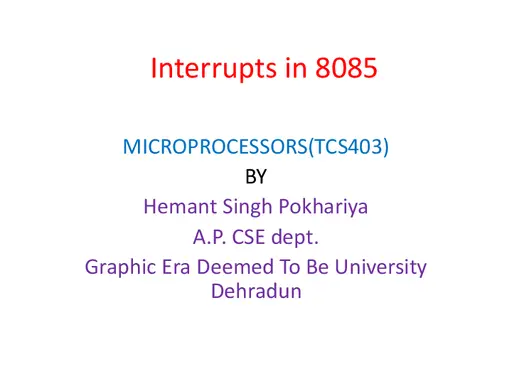 Interrupts in 8085
MICROPROCESSORS(TCS403)
BY
Hemant Singh Pokhariya
A.P. CSE dept.
Graphic Era Deemed To Be University
Dehradun